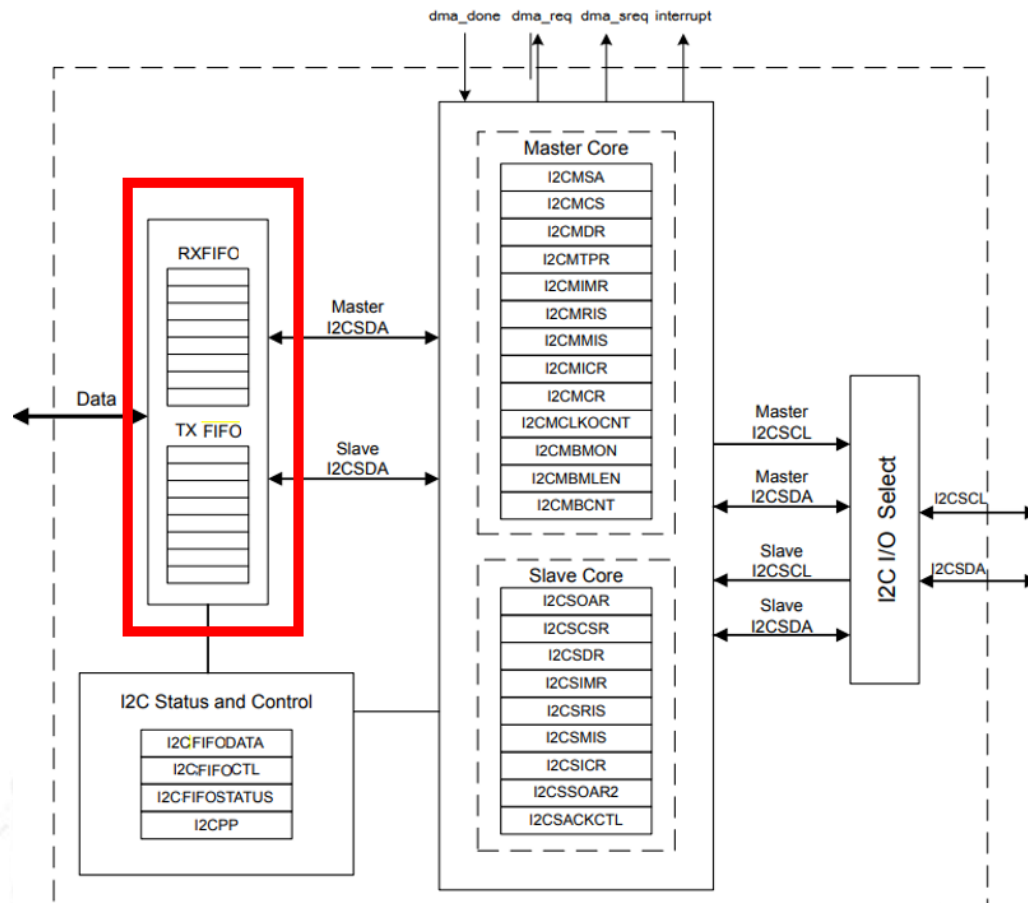 dma_done dma_req dma_sreq interrupt
RXFIFO
TX FIFO
Data
Master
I2CSDA
Slave
I2CSDA
I2C Status and Control
I2CFIFODATA
I2CFIFOCTL
I2CFIFOSTATUS
I2CPP
Master Core
I2CMSA
I2CMCS
I2CMDR
I2CMTPR
I2CMIMR
I2CMRIS
I2CMMIS
I2CMICR
I2CMCR
I2CMCLKOCNT
I2CMBMON
I2CMBMLEN
I2CMBCNT
Slave Core
I2CSOAR
I2CSCSR
I2CSDR
I2CSIMR
I2CSRIS
I2CSMIS
I2CSICR
I2CSSOAR2
I2CSACKCTL
Master
I2CSCL
Master
I2CSDA
Slave
I2CSCL
Slave
I2CSDA
I2C I/O Select
I2CSCL
I2CSDA